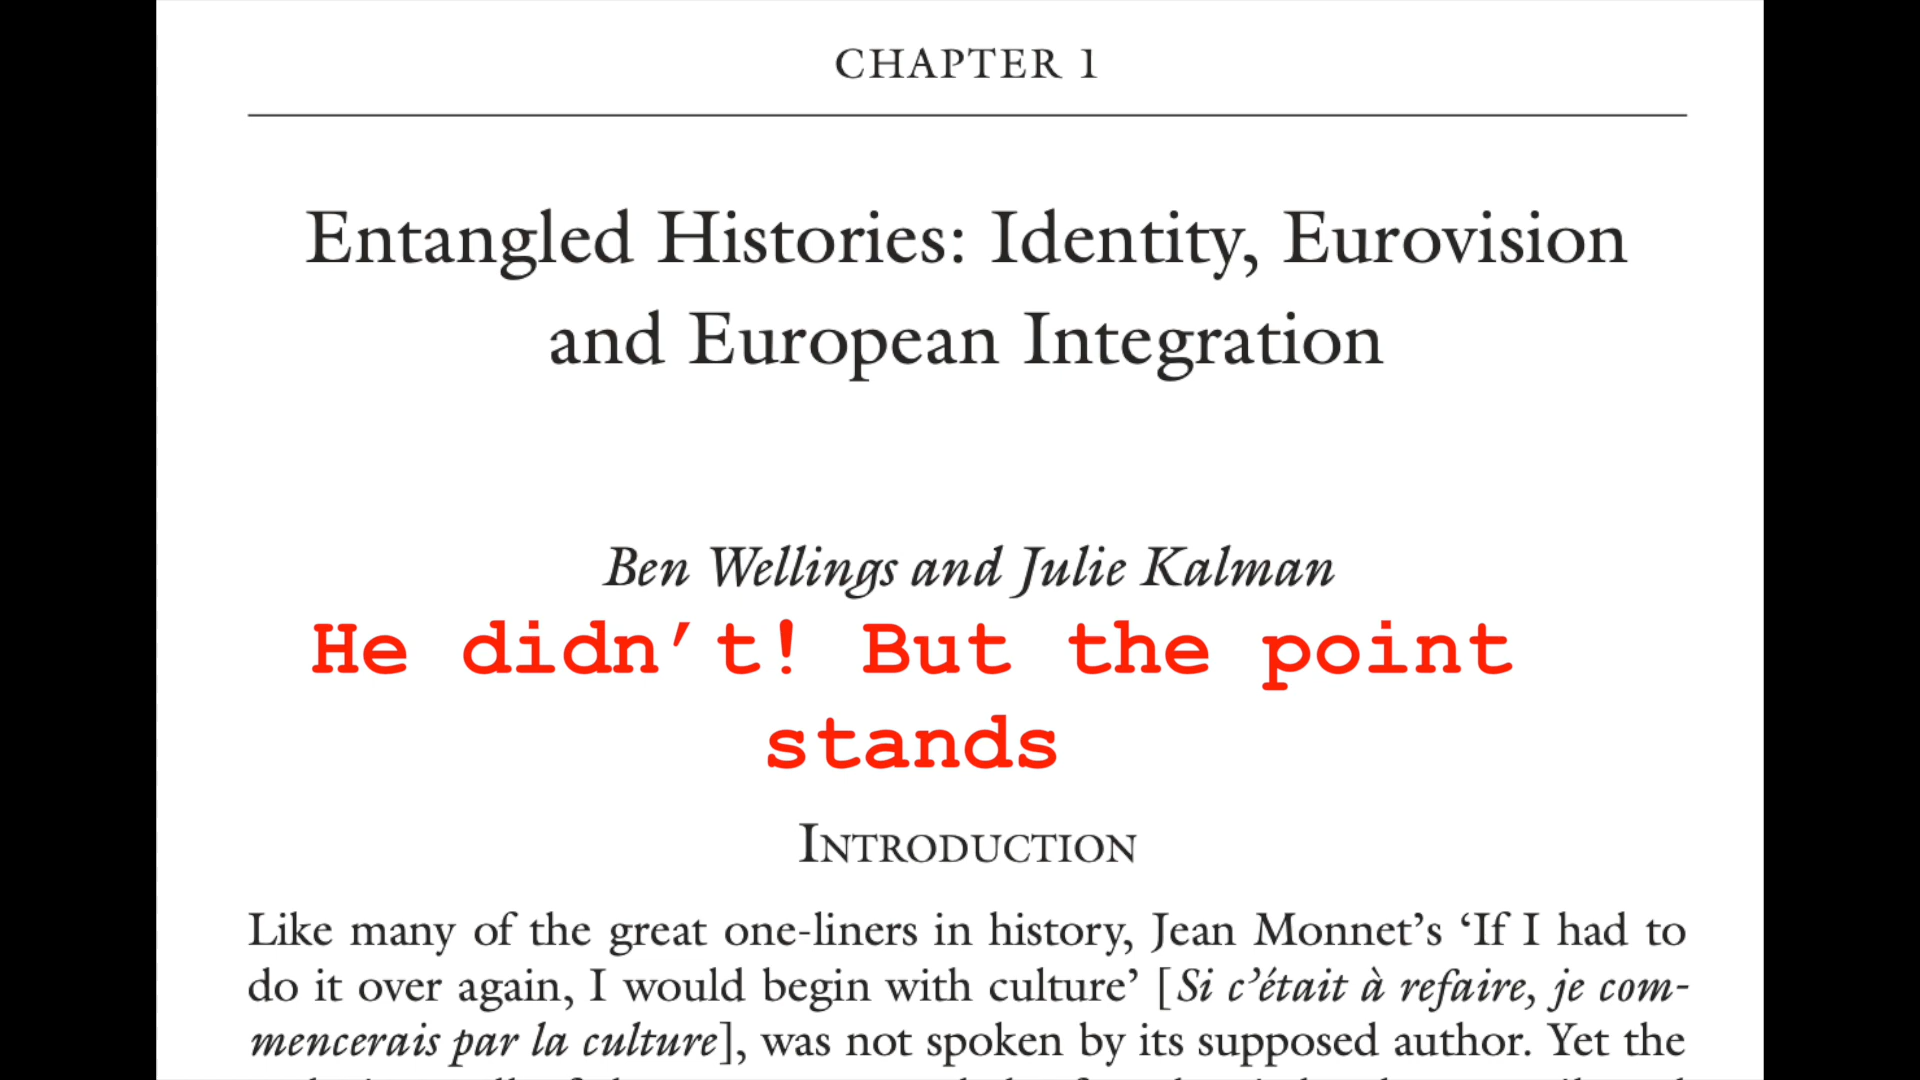 CHAPTER 1
Entangled Histories: Identity, Eurovision
and European Integration
Ben Wellings and Julie Kalman
He didn’t! But the point
stands
INTRODUCTION
Like many of the great one-liners in history, Jean Monnet’s ‘If I had to
do it over again, I would begin with culture’ [Si c’était à refaire, je com-
mencerais par la culture], was not spoken by its supposed author. Yet the